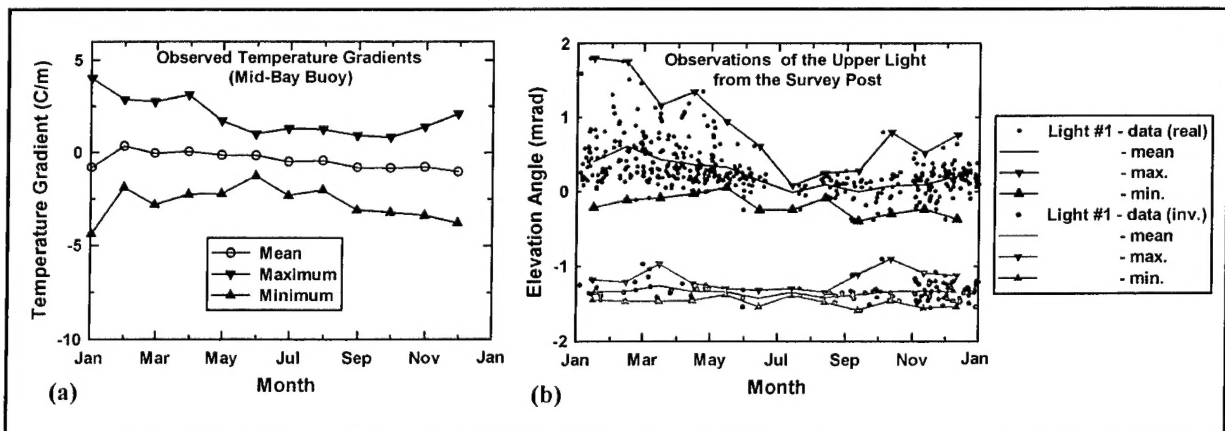 Observed Temperature Gradients
(Mid-Bay Buoy)
Temperature Gradient (C/m)
5
0
-5
-10
Mean
Maximum
Minimum
Jan Mar May Jul Sep Nov Jan
Month
(a)
Observations of the Upper Light
from the Survey Post
Elevation Angle (mrad)
2
1
0
-1
-2
Jan Mar May Jul Sep Nov Jan
Month
(b)
Light #1 - data (real)
- mean
- max.
- min.
Light #1 - data (inv.)
- mean
- max.
- min.